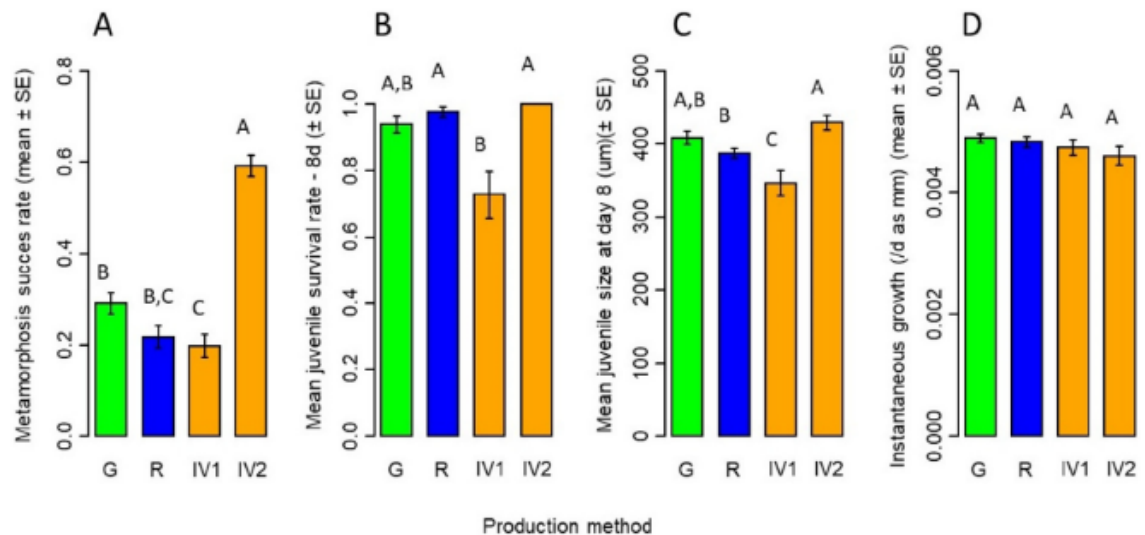 A
Metamorphosis succes rate (mean ± SE)
0.8
0.6
0.4
0.2
0.0
B
B,C
C
A
G R IV1 IV2
B
Mean juvenile survival rate - 8d (± SE)
1.0
0.8
0.6
0.4
0.2
0.0
A,B
A
B
A
G R IV1 IV2
C
Mean juvenile size at day 8 (um)(± SE)
500
400
300
200
100
0
A,B
B
C
A
G R IV1 IV2
D
Instantaneous growth (/d as mm) (mean ± SE)
0.006
0.004
0.002
0.000
A
A
A
A
G R IV1 IV2
Production method